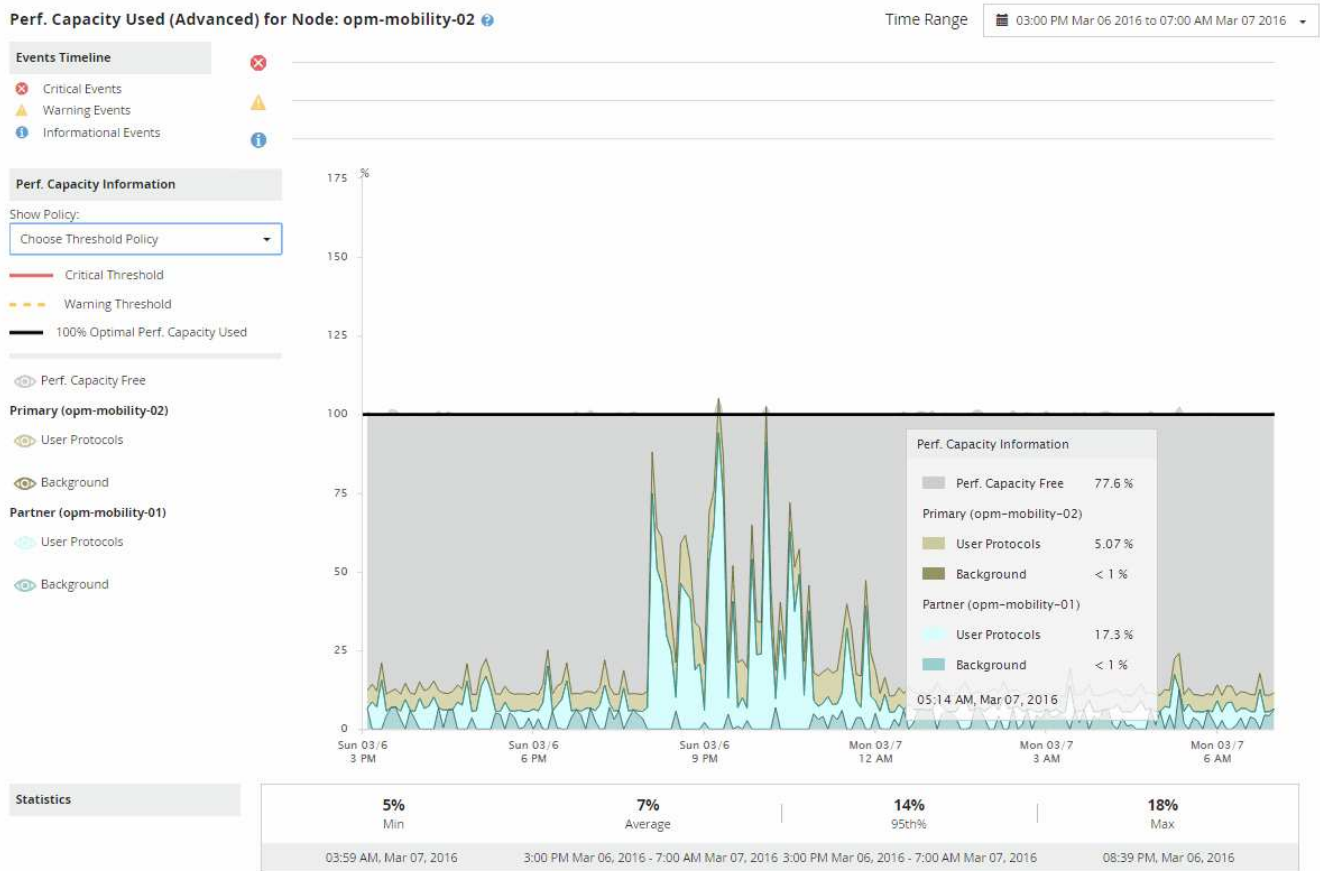 Perf. Capacity Used (Advanced) for Node: opm-mobility-02 ?
Time Range
03:00 PM Mar 06 2016 to 07:00 AM Mar 07 2016
Events Timeline
Critical Events
Warning Events
Informational Events
Perf. Capacity Information
Show Policy:
Choose Threshold Policy
Critical Threshold
Warning Threshold
100% Optimal Perf. Capacity Used
Perf. Capacity Free
Primary (opm-mobility-02)
User Protocols
Background
Partner (opm-mobility-01)
User Protocols
Background
%
175
150
125
100
75
50
25
0
Sun 03/6
3 PM
Sun 03/6
6 PM
Sun 03/6
9 PM
Mon 03/7
12 AM
Mon 03/7
3 AM
Mon 03/7
6 AM
Perf. Capacity Information
Perf. Capacity Free 77.6 %
Primary (opm-mobility-02)
User Protocols 5.07 %
Background < 1 %
Partner (opm-mobility-01)
User Protocols 17.3 %
Background < 1 %
05:14 AM, Mar 07, 2016
Statistics
5% 7% 14% 18%
Min Average 95th% Max
03:59 AM, Mar 07, 2016 3:00 PM Mar 06, 2016 - 7:00 AM Mar 07, 2016 3:00 PM Mar 06, 2016 - 7:00 AM Mar 07, 2016 08:39 PM, Mar 06, 2016